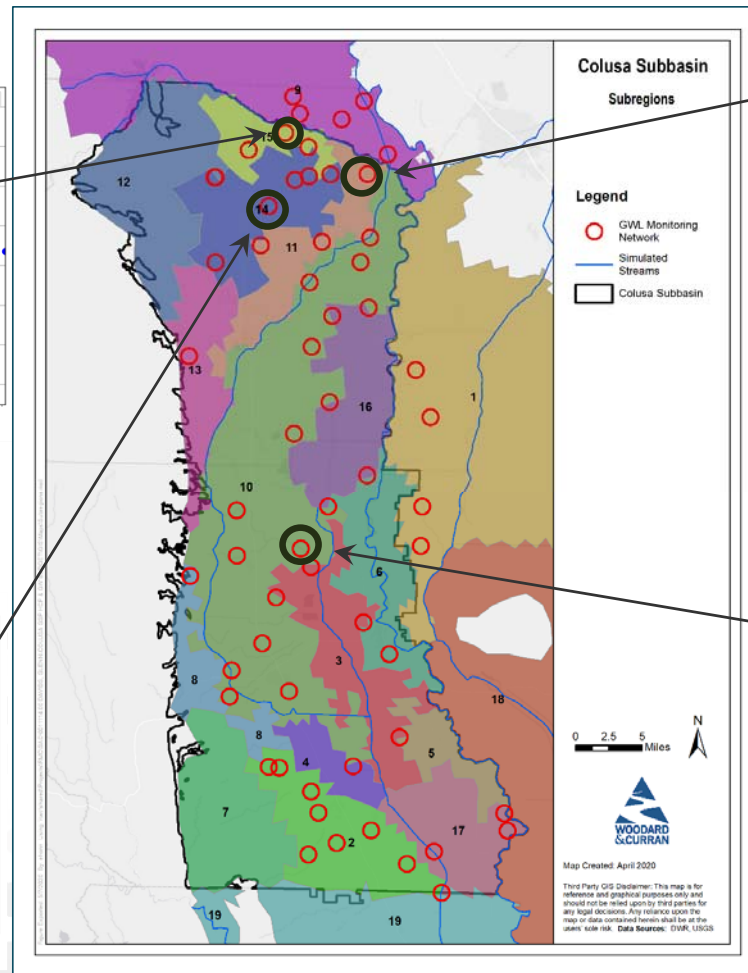 Colusa Subbasin
Subregions
Legend
GWL Monitoring
Network
Simulated
Streams
Colusa Subbasin
9
15
12
14
11
13
1
16
10
6
3
8
18
8
4
5
7
2
17
19
19
N
0 2.5 5
Miles
WOODARD
&CURRAN
Map Created: April 2020
Third Party GIS Disclaimer: This map is for
reference and graphical purposes only and
should not be relied upon by third parties for
any legal decisions. Any reliance upon the
map or data contained herein shall be at the
users' sole risk. Data Sources: DWR, USGS